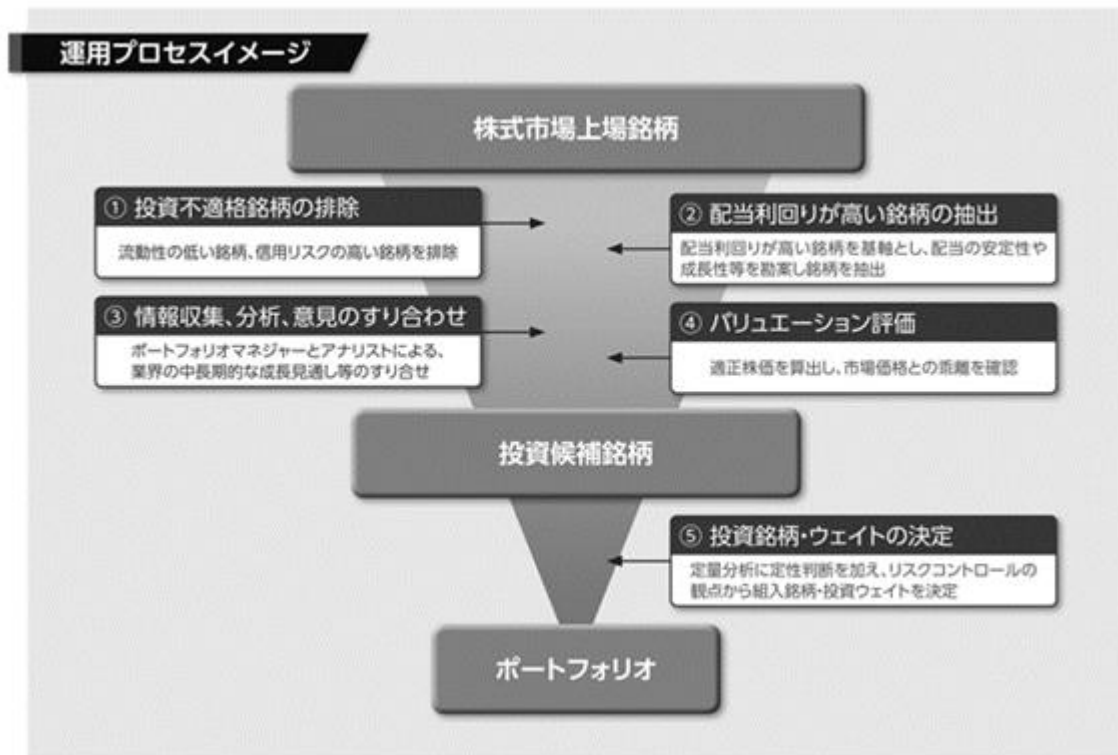 運用プロセスイメージ
株式市場上場銘柄
① 投資不適格銘柄の排除
流動性の低い銘柄、信用リスクの高い銘柄を排除
② 配当利回りが高い銘柄の抽出
配当利回りが高い銘柄を基軸とし、配当の安定性や
成長性等を勘案し銘柄を抽出
③ 情報収集、分析、意見のすり合わせ
ポートフォリオマネジャーとアナリストによる、
業界の中長期的な成長見通し等のすり合せ
④ バリュエーション評価
適正株価を算出し、市場価格との乖離を確認
投資候補銘柄
⑤ 投資銘柄・ウェイトの決定
定量分析に定性判断を加え、リスクコントロールの
観点から組入銘柄・投資ウェイトを決定
ポートフォリオ